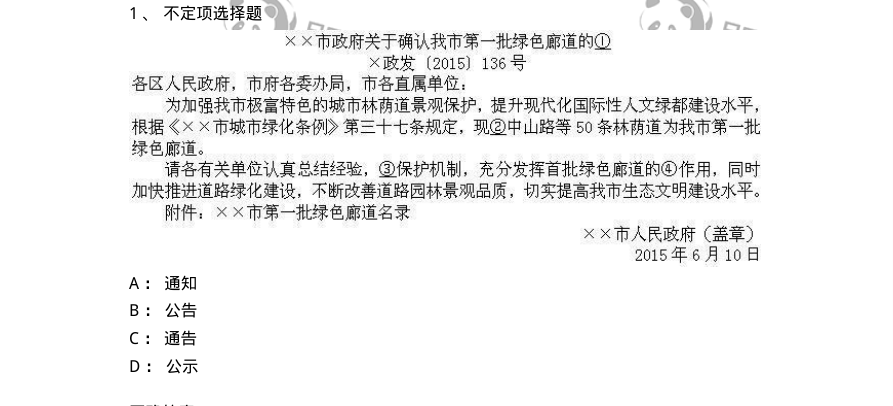 1 、 不定项选择题
××市政府关于确认我市第一批绿色廊道的①
×政发〔2015〕136号
各区人民政府，市府各委办局，市各直属单位：
为加强我市极富特色的城市林荫道景观保护，提升现代化国际性人文绿都建设水平，
根据《××市城市绿化条例》第三十七条规定，现②中山路等50条林荫道为我市第一批
绿色廊道。
请各有关单位认真总结经验，③保护机制，充分发挥首批绿色廊道的④作用，同时
加快推进道路绿化建设，不断改善道路园林景观品质，切实提高我市生态文明建设水平。
附件：××市第一批绿色廊道名录
××市人民政府（盖章）
2015年6月10日
A ： 通知
B ： 公告
C ： 通告
D ： 公示